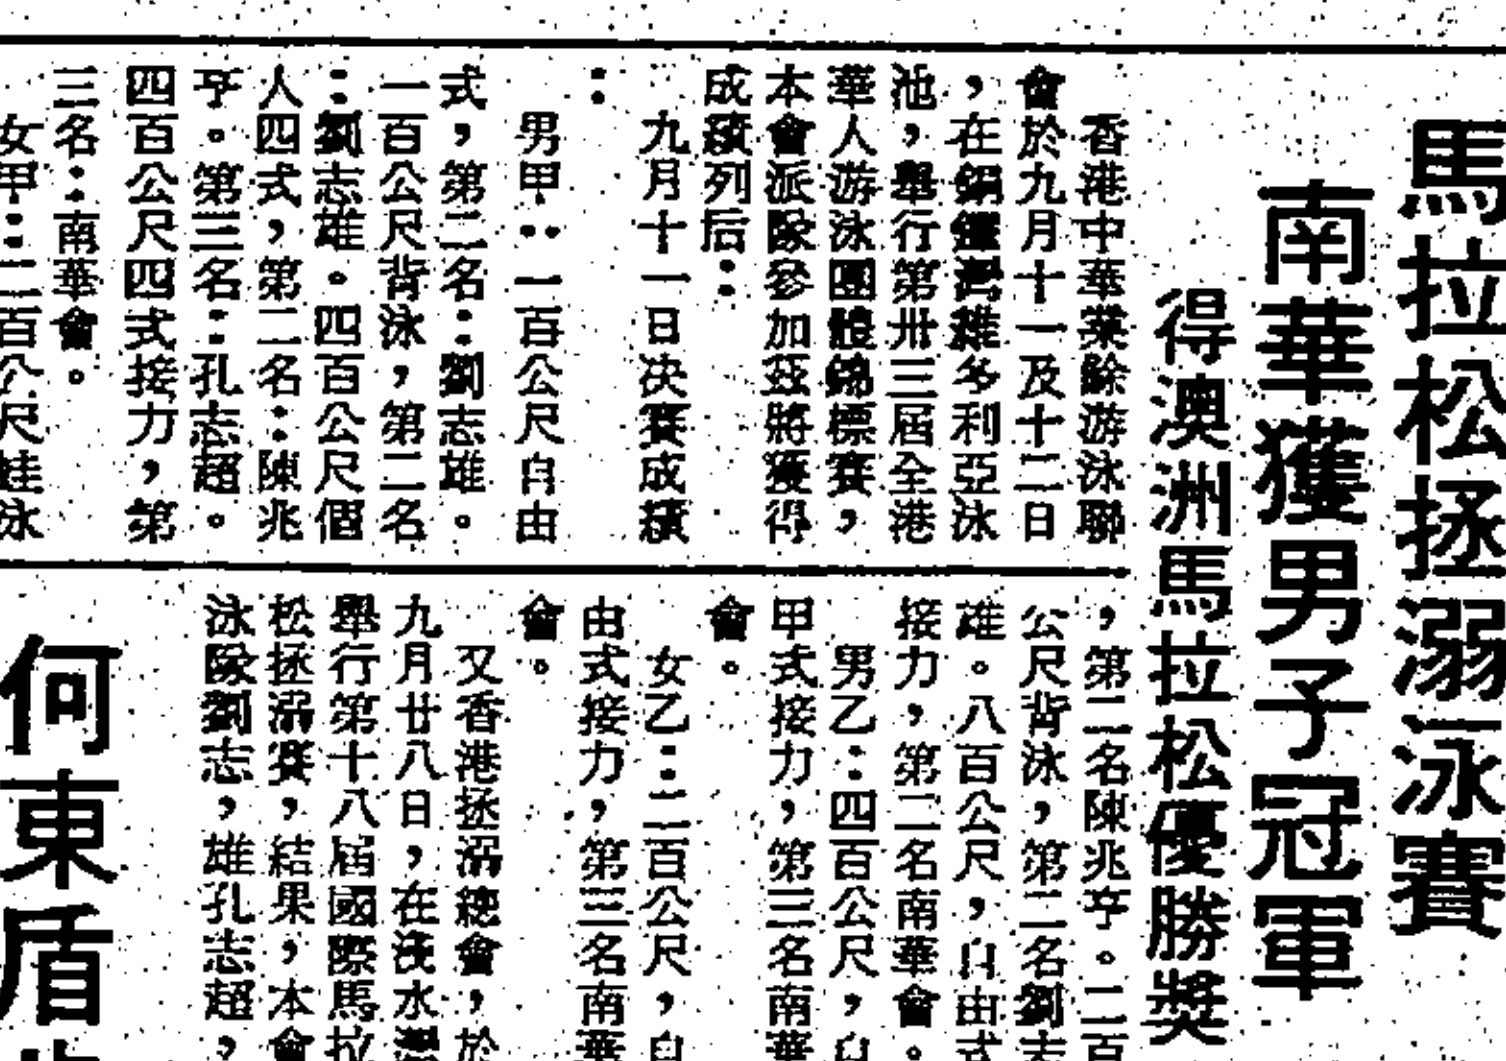 馬拉松拯溺泳賽
南華獲男子冠軍
得澳洲馬拉松優勝獎
香港中華業餘游泳聯
會於九月十一及十二日
，在銅鑼灣維多利亞泳
池，舉行第卅三屆全港
華人游泳團體錦標賽，
本會派隊參加茲將獲得
成績列后：
九月十一日决賽成績
：
男甲：一百公尺自由
式，第二名：劉志雄。
一百公尺背泳，第二名
：劉志雄。四百公尺個
人四式，第二名：陳兆
亨。第三名：孔志超。
四百公尺四式接力，第
三名：南華會。
女甲：二百公尺蛙泳
，第二名陳兆亨。二百
公尺背泳，第二名劉志
雄。八百公尺，自由式
接力，第二名南華會。
男乙：四百公尺，自
甲式接力，第三名南華
會。
女乙：二百公尺，自
由式接力，第三名南華
會。
又香港拯溺總會，於
九月廿八日，在淺水灣
舉行第十八屆國際馬拉
松拯溺賽，結果，本會
泳隊劉志，雄孔志超，
何東盾